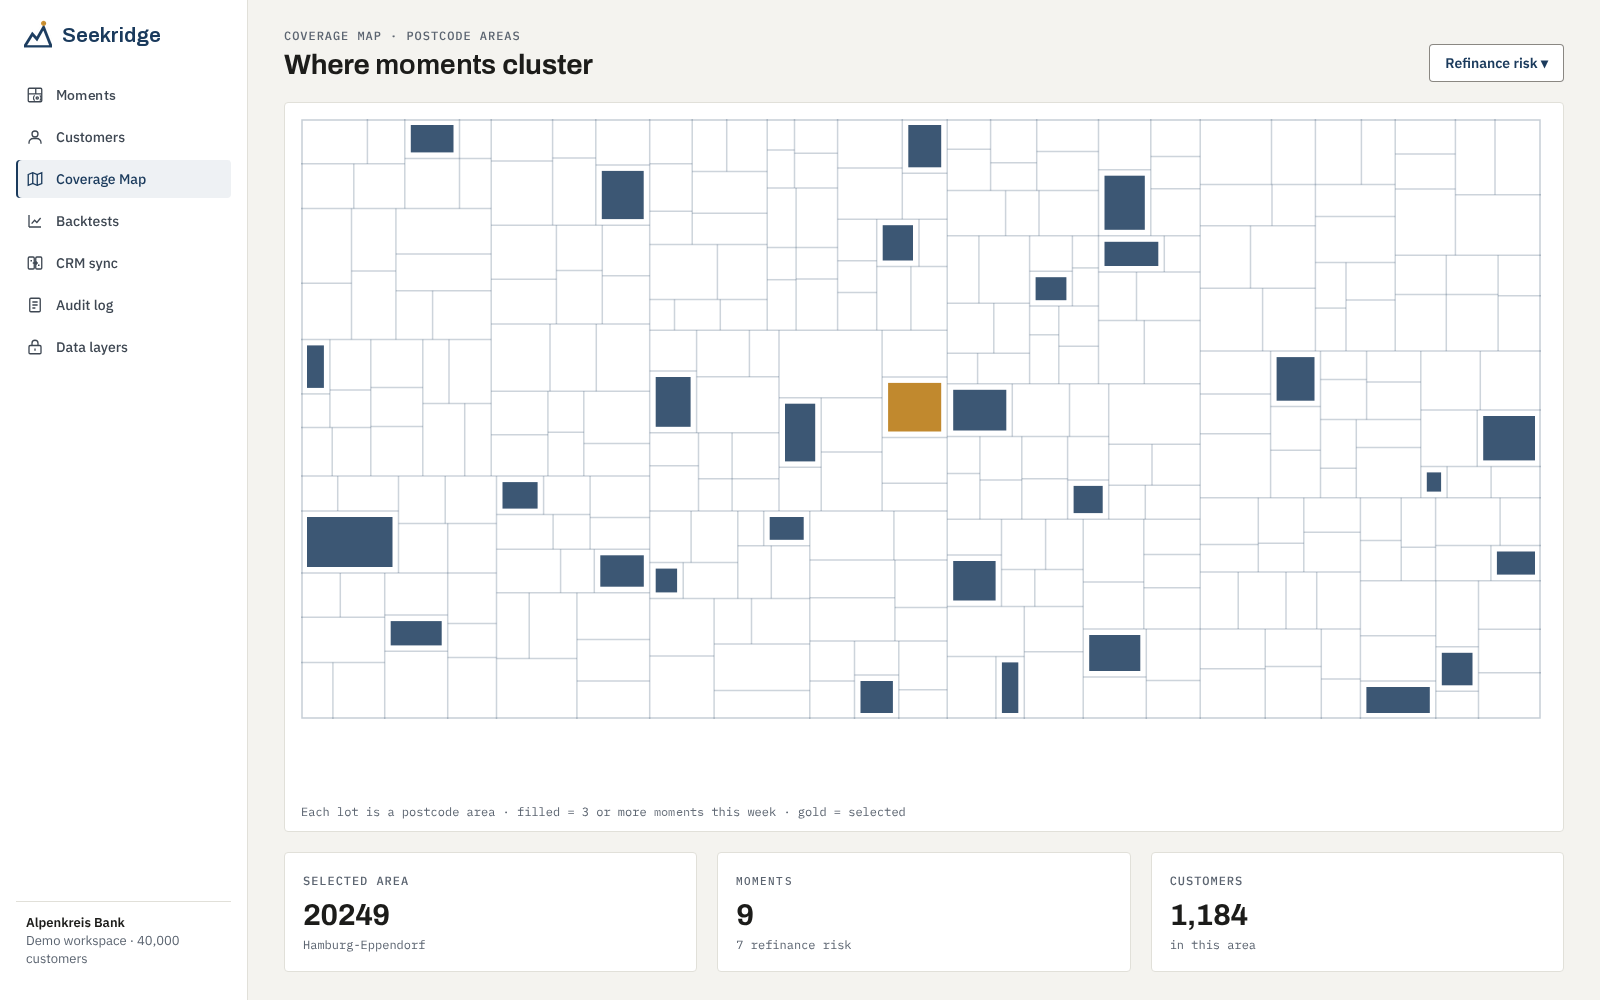 Seekridge
Moments
Customers
Coverage Map
Backtests
CRM sync
Audit log
Data layers
Alpenkreis Bank
Demo workspace · 40,000
customers
COVERAGE MAP · POSTCODE AREAS
Where moments cluster
Refinance risk ▾
Each lot is a postcode area · filled = 3 or more moments this week · gold = selected
SELECTED AREA
20249
Hamburg-Eppendorf
MOMENTS
9
7 refinance risk
CUSTOMERS
1,184
in this area